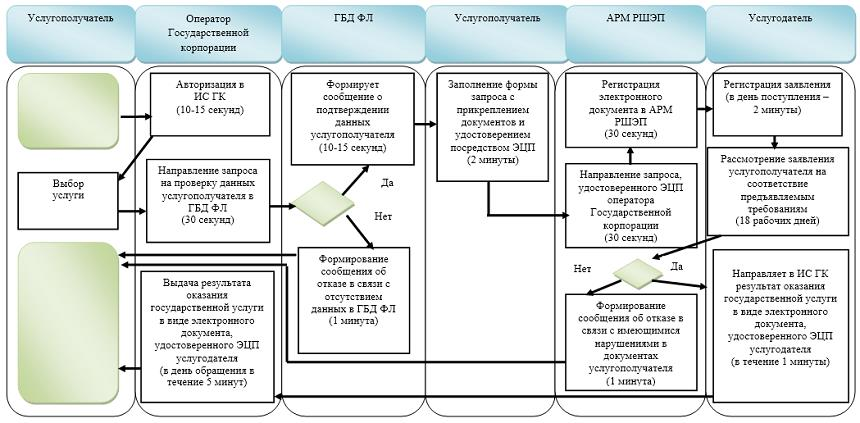 Услугополучатель
Оператор
Государственной
корпорации
ГБД ФЛ
Услугополучатель
АРМ РШЭП
Услугодатель
Авторизация в
ИС ГК
(10-15 секунд)
Выбор
услуги
Направление запроса
на проверку данных
услугополучателя в
ГБД ФЛ
(30 секунд)
Выдача результата
оказания
государственной услуги
в виде электронного
документа,
удостоверенного ЭЦП
услугодателя
(в день обращения в
течение 5 минут)
Формирует
сообщение о
подтверждении
данных
услугополучателя
(10-15 секунд)
Да
Нет
Формирование
сообщения об
отказе в связи с
отсутствием
данных в ГБД ФЛ
(1 минута)
Заполнение формы
запроса с
прикреплением
документов и
удостоверением
посредством ЭЦП
(2 минуты)
Регистрация
электронного
документа в АРМ
РШЭП
(30 секунд)
Направление запроса,
удостоверенного ЭЦП
оператора
Государственной
корпорации
(30 секунд)
Нет
Да
Формирование
сообщения об отказе в
связи с имеющимися
нарушениями в
документах
услугополучателя
(1 минута)
Регистрация заявления
(в день поступления –
2 минуты)
Рассмотрение заявления
услугополучателя на
соответствие
предъявляемым
требованиям
(18 рабочих дней)
Направляет в ИС ГК
результат оказания
государственной услуги
в виде электронного
документа,
удостоверенного ЭЦП
услугодателя
(в течение 1 минуты)